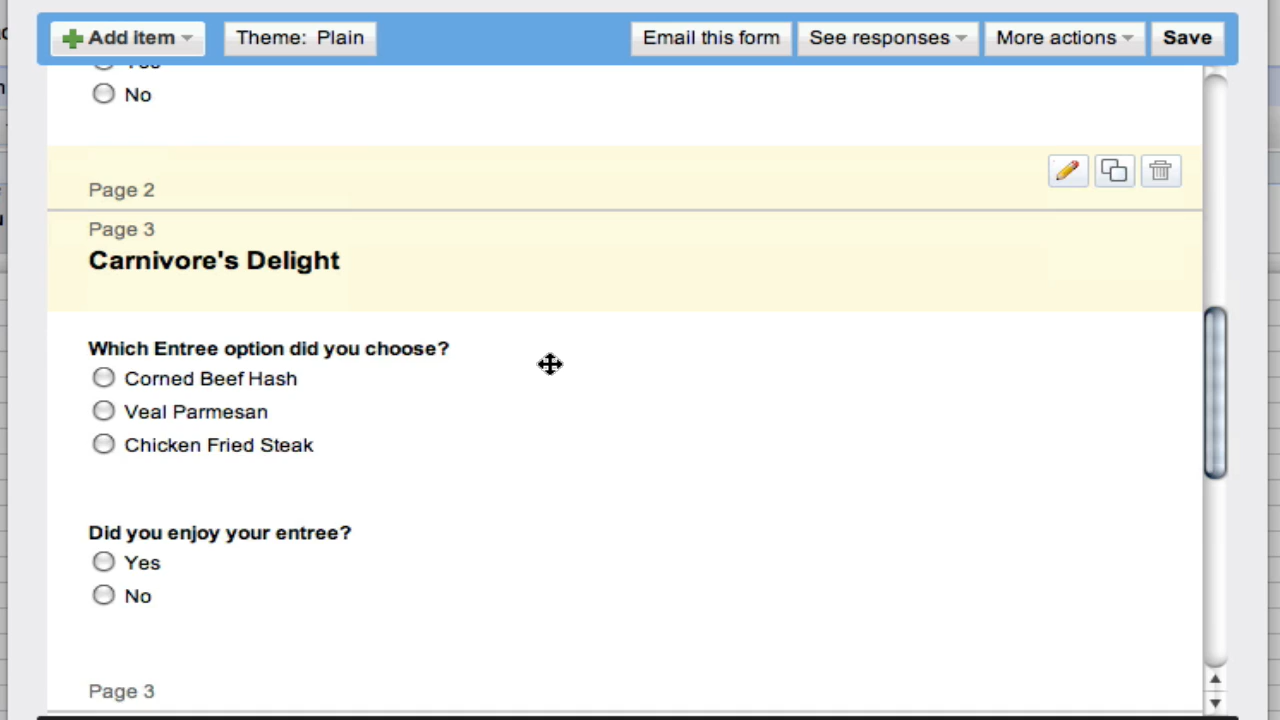 Add item Theme: Plain Email this form See responses More actions Save
Yes
No
Page 2
Page 3
Carnivore's Delight
Which Entree option did you choose?
Corned Beef Hash
Veal Parmesan
Chicken Fried Steak
Did you enjoy your entree?
Yes
No
Page 3